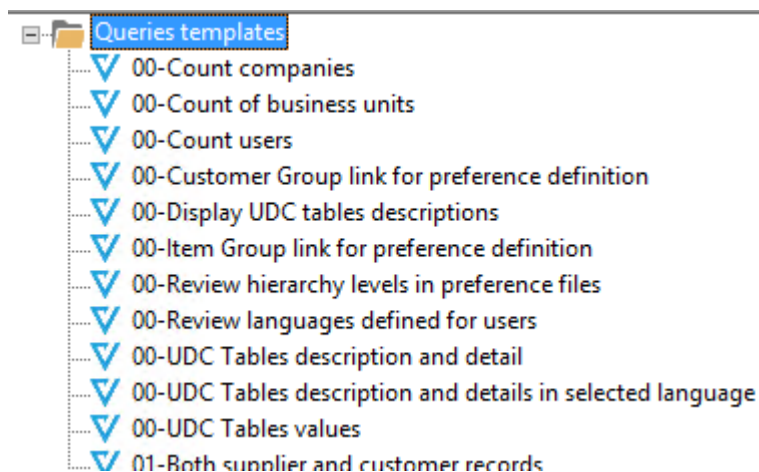 Queries templates
00-Count companies
00-Count of business units
00-Count users
00-Customer Group link for preference definition
00-Display UDC tables descriptions
00-Item Group link for preference definition
00-Review hierarchy levels in preference files
00-Review languages defined for users
00-UDC Tables description and detail
00-UDC Tables description and details in selected language
00-UDC Tables values
01-Both supplier and customer records